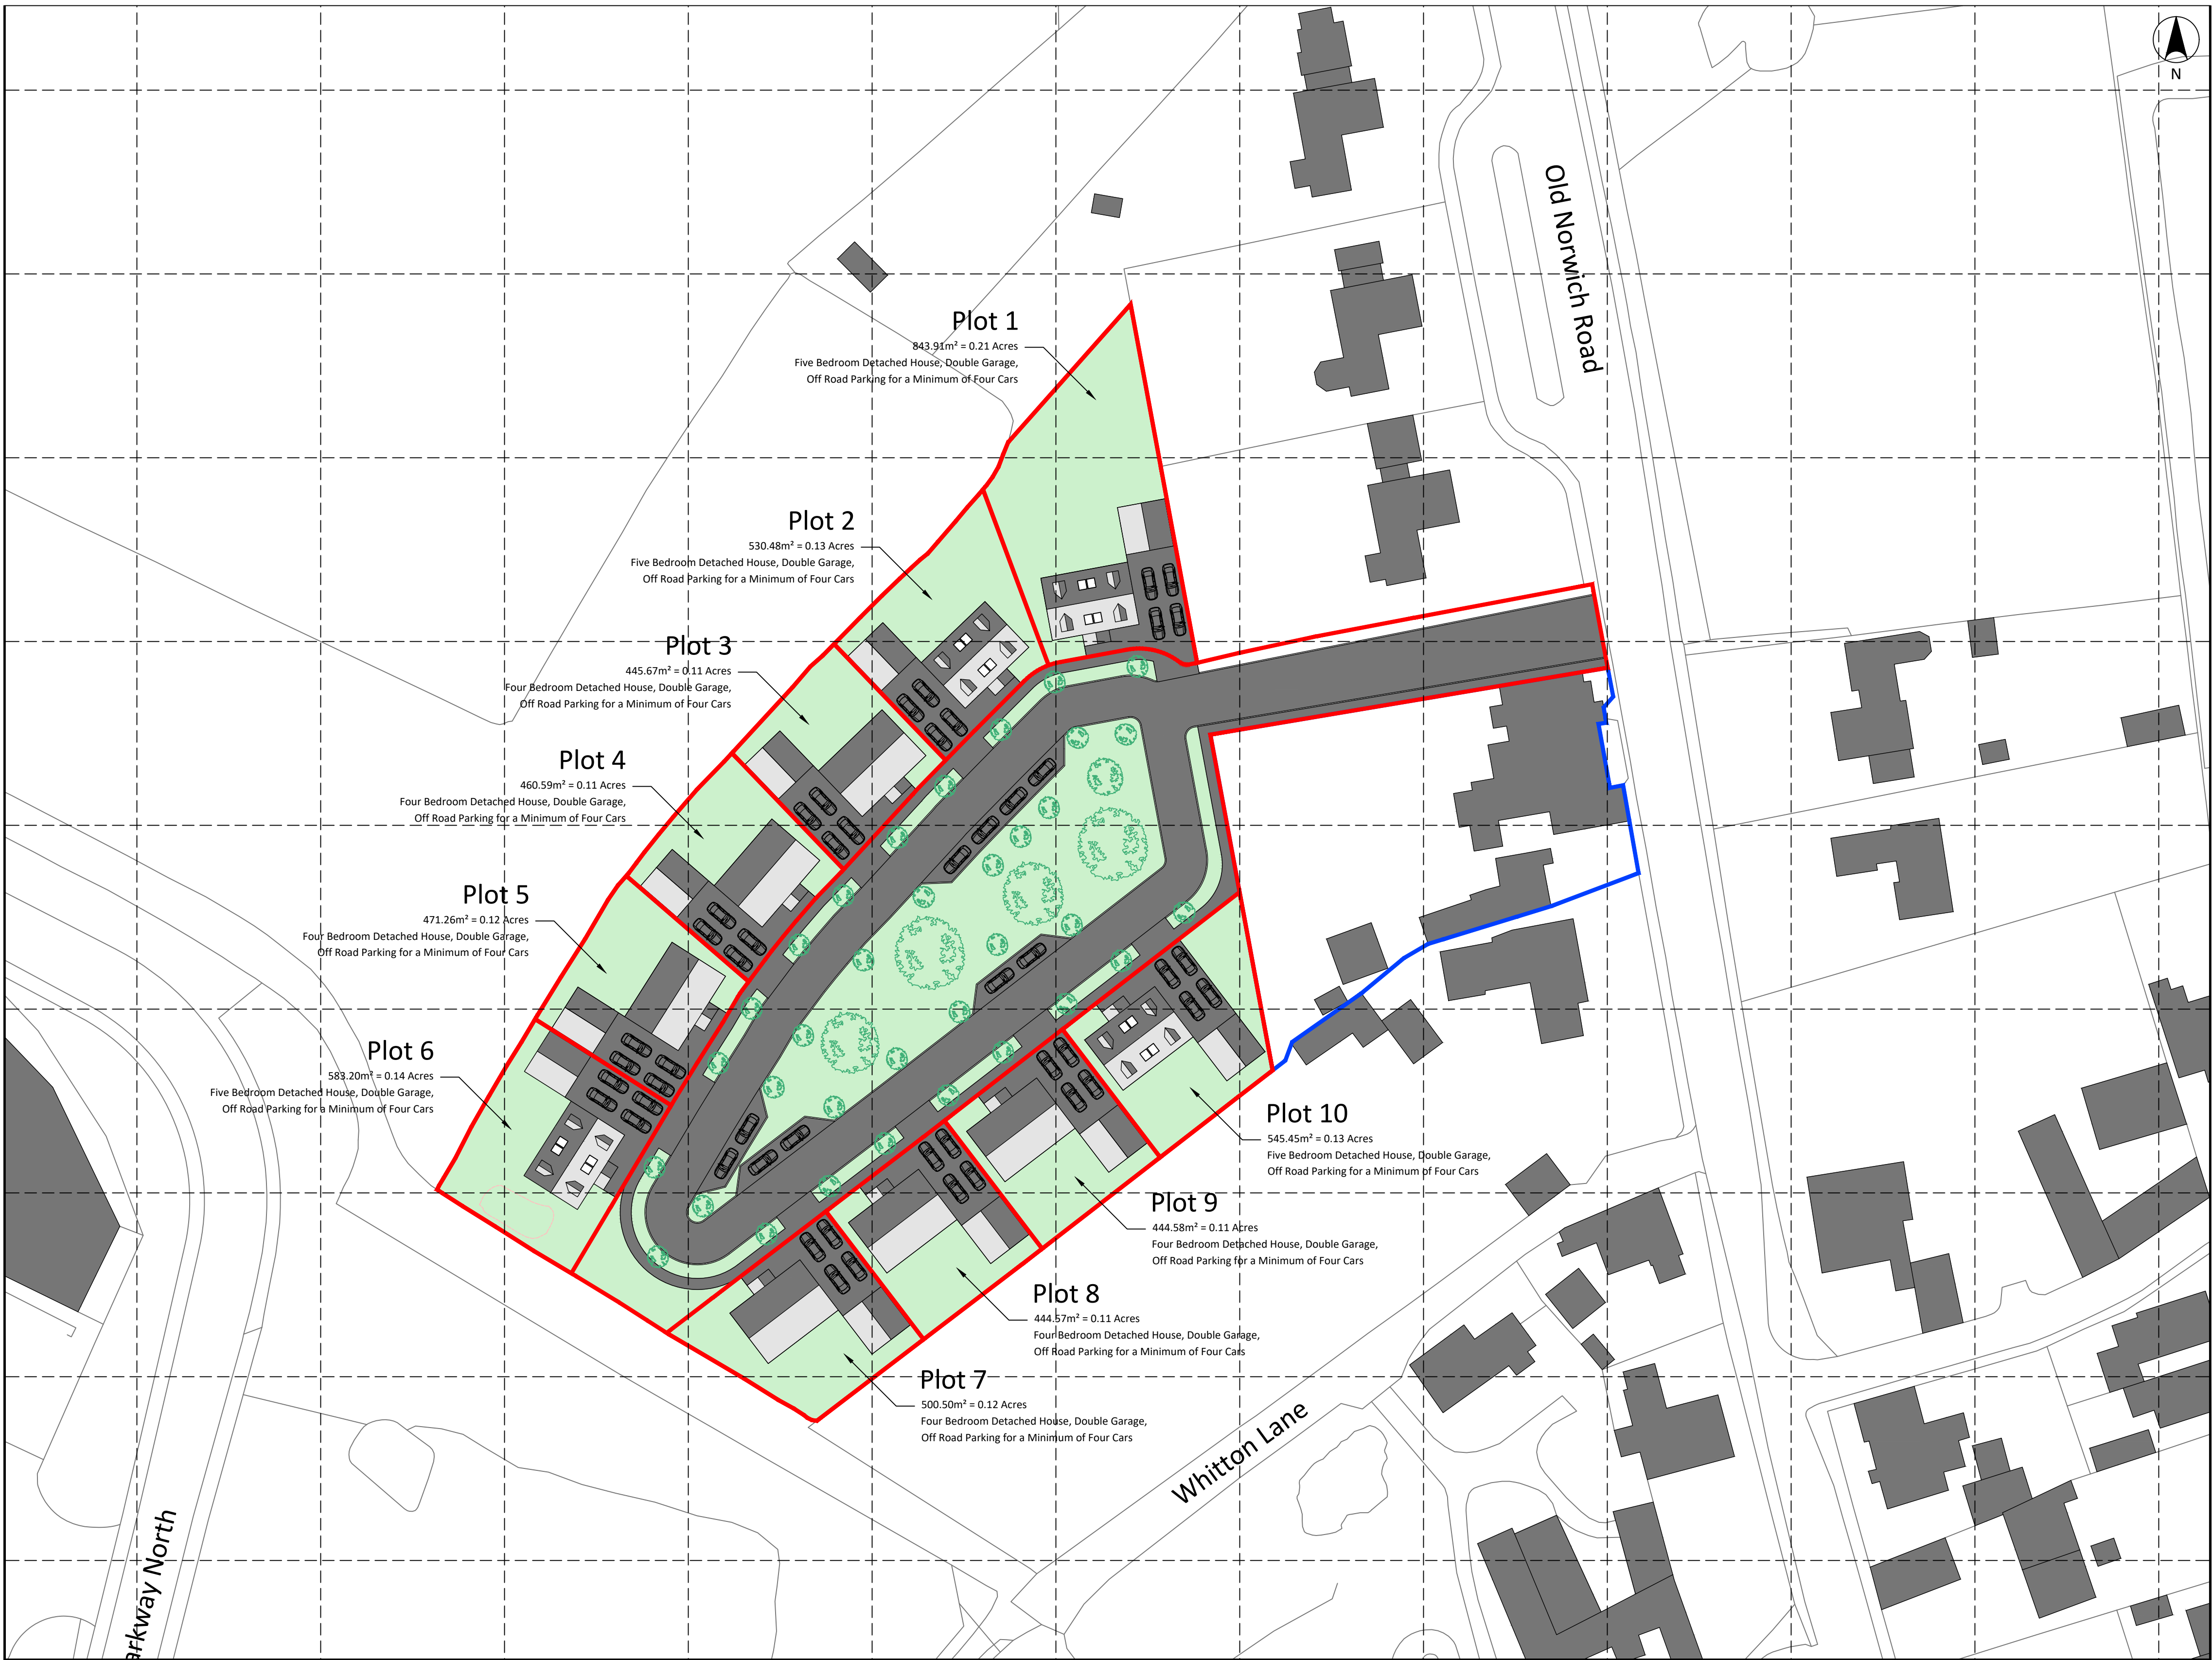 N
Old Norwich Road
Plot 1
843.91m² = 0.21 Acres
Five Bedroom Detached House, Double Garage,
Off Road Parking for a Minimum of Four Cars
Plot 2
530.48m² = 0.13 Acres
Five Bedroom Detached House, Double Garage,
Off Road Parking for a Minimum of Four Cars
Plot 3
445.67m² = 0.11 Acres
Four Bedroom Detached House, Double Garage,
Off Road Parking for a Minimum of Four Cars
Plot 4
460.59m² = 0.11 Acres
Four Bedroom Detached House, Double Garage,
Off Road Parking for a Minimum of Four Cars
Plot 5
471.26m² = 0.12 Acres
Four Bedroom Detached House, Double Garage,
Off Road Parking for a Minimum of Four Cars
Plot 6
583.20m² = 0.14 Acres
Five Bedroom Detached House, Double Garage,
Off Road Parking for a Minimum of Four Cars
Plot 10
545.45m² = 0.13 Acres
Five Bedroom Detached House, Double Garage,
Off Road Parking for a Minimum of Four Cars
Plot 9
444.58m² = 0.11 Acres
Four Bedroom Detached House, Double Garage,
Off Road Parking for a Minimum of Four Cars
Plot 8
444.57m² = 0.11 Acres
Four Bedroom Detached House, Double Garage,
Off Road Parking for a Minimum of Four Cars
Plot 7
500.50m² = 0.12 Acres
Four Bedroom Detached House, Double Garage,
Off Road Parking for a Minimum of Four Cars
Whitton Lane
arkway North